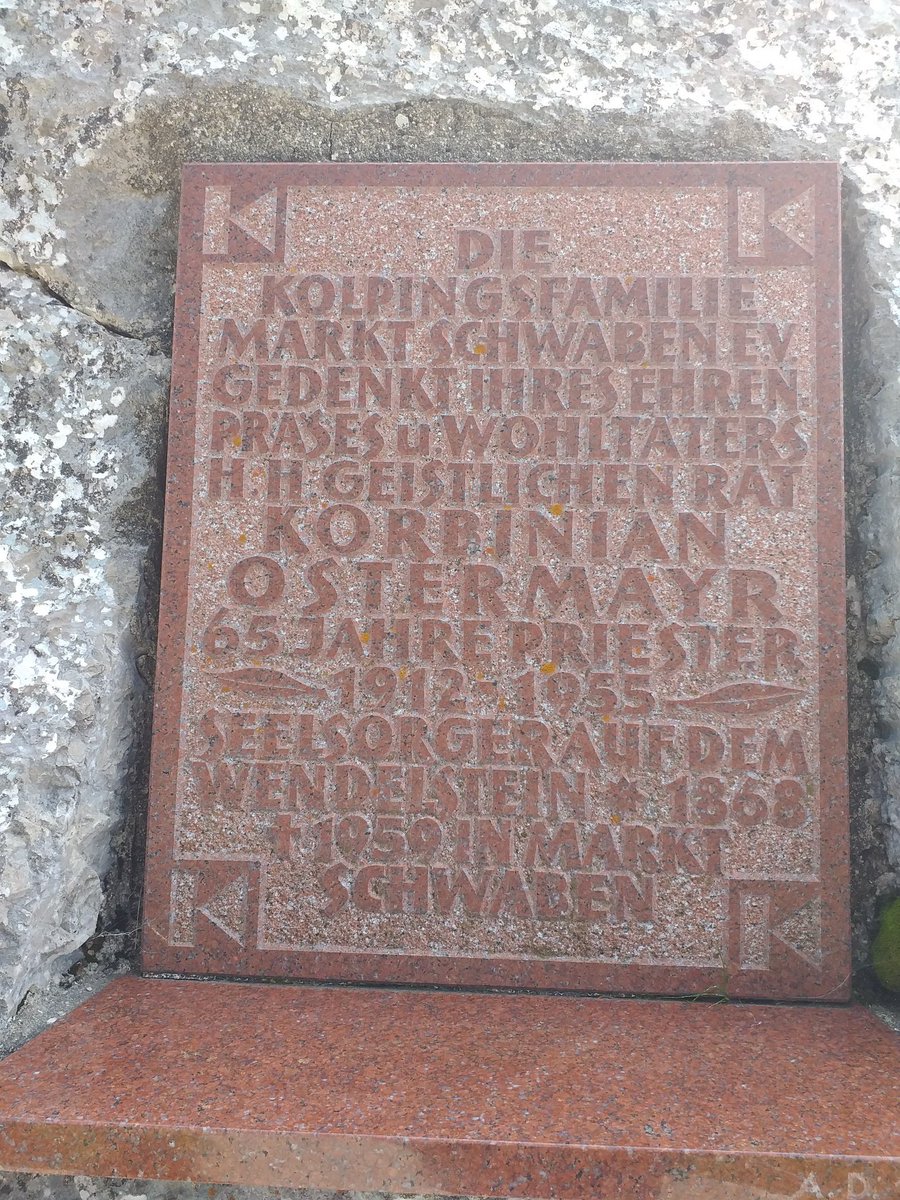 DIE
KOLPINGSFAMILIE
MARKT SCHWABEN E.V.
GEDENKT IHRES EHREN
PRÄSES u. WOHLTÄTERS
H. H. GEISTLICHEN RAT
KORBINIAN
OSTERMAYR
65 JAHRE PRIESTER
1912 - 1955
SEELSORGER AUF DEM
WENDELSTEIN * 1868
† 1959 IN MARKT
SCHWABEN
A. D.